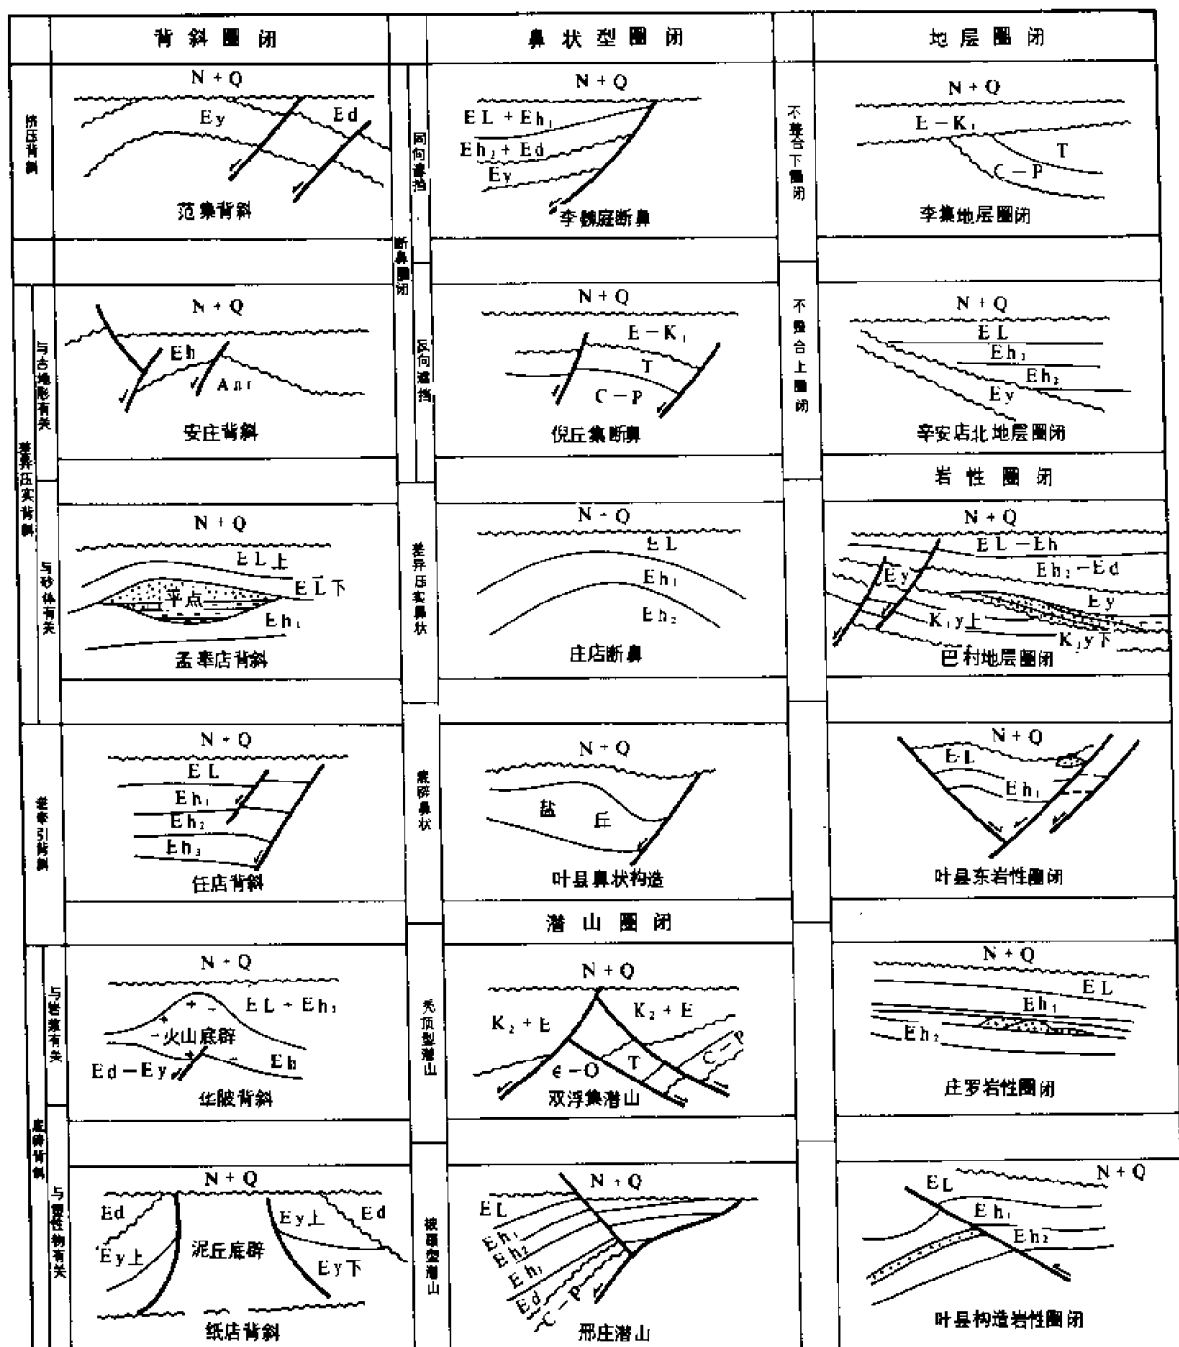 背斜圈闭
鼻状型圈闭
地层圈闭
挤压背斜
N + Q
Ey
Ed
范集背斜
断鼻圈闭
同向遮挡
N + Q
EL + Eh₁
Eh₂ + Ed
Ey
李魏庭断鼻
不整合下圈闭
N + Q
E - K₁
T
C - P
李集地层圈闭
差异压实背斜
与古地形有关
N + Q
Eh
安庄背斜
反向遮挡
N + Q
E - K₁
T
C - P
倪丘集断鼻
不整合上圈闭
N + Q
EL
Eh₁
Eh₂
Ey
辛安店北地层圈闭
岩性圈闭
与砂体有关
N + Q
EL上
EL下
平点
Eh₁
孟奉店背斜
差异压实鼻状
N - Q
EL
Eh₁
Eh₂
庄店断鼻
N + Q
EL - Eh
Eh₂ - Ed
Ey
Ey
K₁y上
K₁y下
巴村地层圈闭
逆牵引背斜
N + Q
EL
Eh₁
Eh₂
Eh₃
任店背斜
底辟鼻状
N + Q
盐丘
叶县鼻状构造
N + Q
EL
Eh₁
叶县东岩性圈闭
潜山圈闭
底辟背斜
与岩浆有关
N + Q
EL + Eh₁
火山底辟
Eh
Ed - Ey
华陂背斜
秃顶型潜山
N + Q
K₂ + E
K₂ + E
T
C - P
Є - O
双浮集潜山
N + Q
EL
Eh₁
Eh₂
庄罗岩性圈闭
与塑性物有关
N + Q
Ed
Ey上
泥丘底辟
Ey上
Ed
Ey下
纸店背斜
被覆型潜山
N + Q
EL
Eh₁
Eh₂
Eh₃
Ed
C - P
邢庄潜山
N + Q
EL
Eh₁
Eh₂
叶县构造岩性圈闭